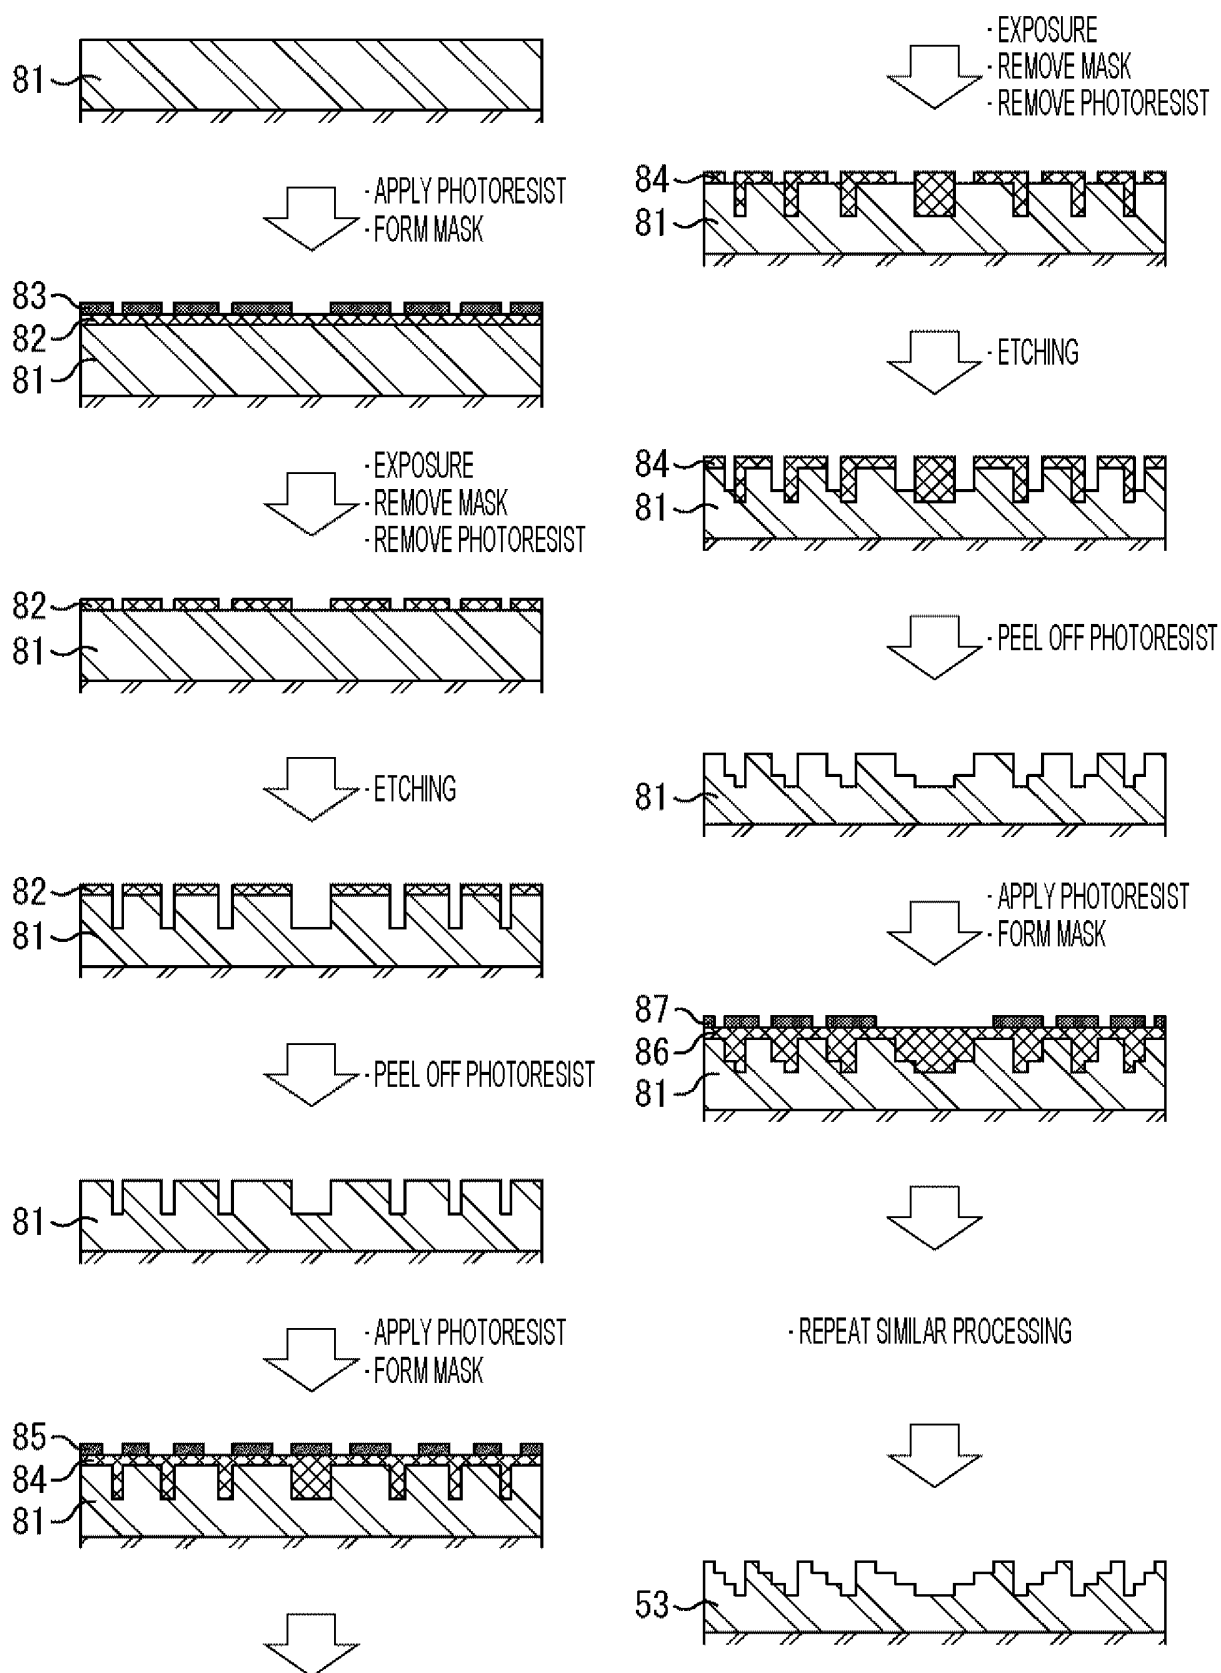 81
- APPLY PHOTORESIST
- FORM MASK
83
82
81
- EXPOSURE
- REMOVE MASK
- REMOVE PHOTORESIST
82
81
- ETCHING
82
81
- PEEL OFF PHOTORESIST
81
- APPLY PHOTORESIST
- FORM MASK
85
84
81
- EXPOSURE
- REMOVE MASK
- REMOVE PHOTORESIST
84
81
- ETCHING
84
81
- PEEL OFF PHOTORESIST
81
- APPLY PHOTORESIST
- FORM MASK
87
86
81
- REPEAT SIMILAR PROCESSING
53